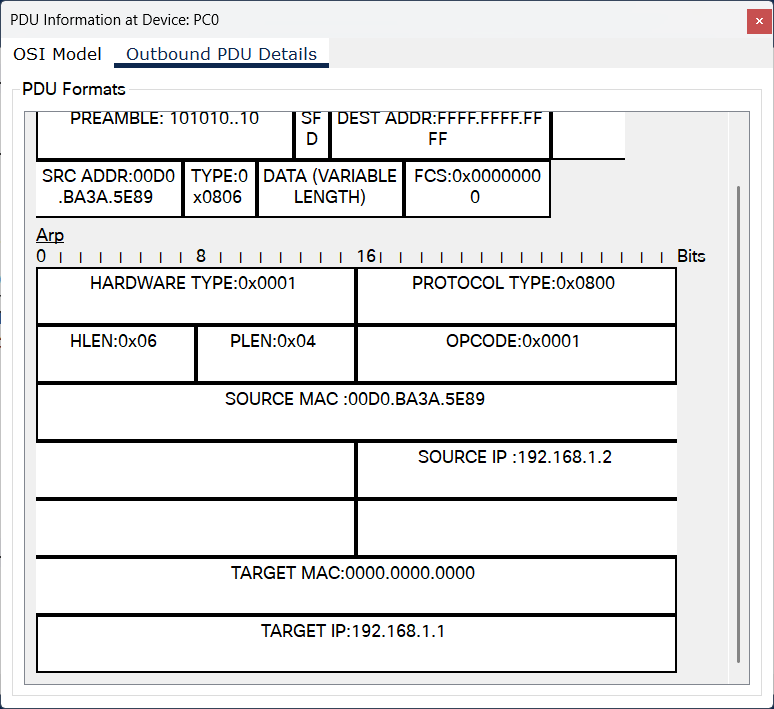 PDU Information at Device: PC0
OSI Model Outbound PDU Details
PDU Formats
PREAMBLE: 101010..10 SF DEST ADDR:FFFF.FFFF.FF
D FF
SRC ADDR:00D0 TYPE:0 DATA (VARIABLE FCS:0x0000000
.BA3A.5E89 x0806 LENGTH) 0
Arp
0 8 16 Bits
HARDWARE TYPE:0x0001 PROTOCOL TYPE:0x0800
HLEN:0x06 PLEN:0x04 OPCODE:0x0001
SOURCE MAC :00D0.BA3A.5E89
SOURCE IP :192.168.1.2
TARGET MAC:0000.0000.0000
TARGET IP:192.168.1.1